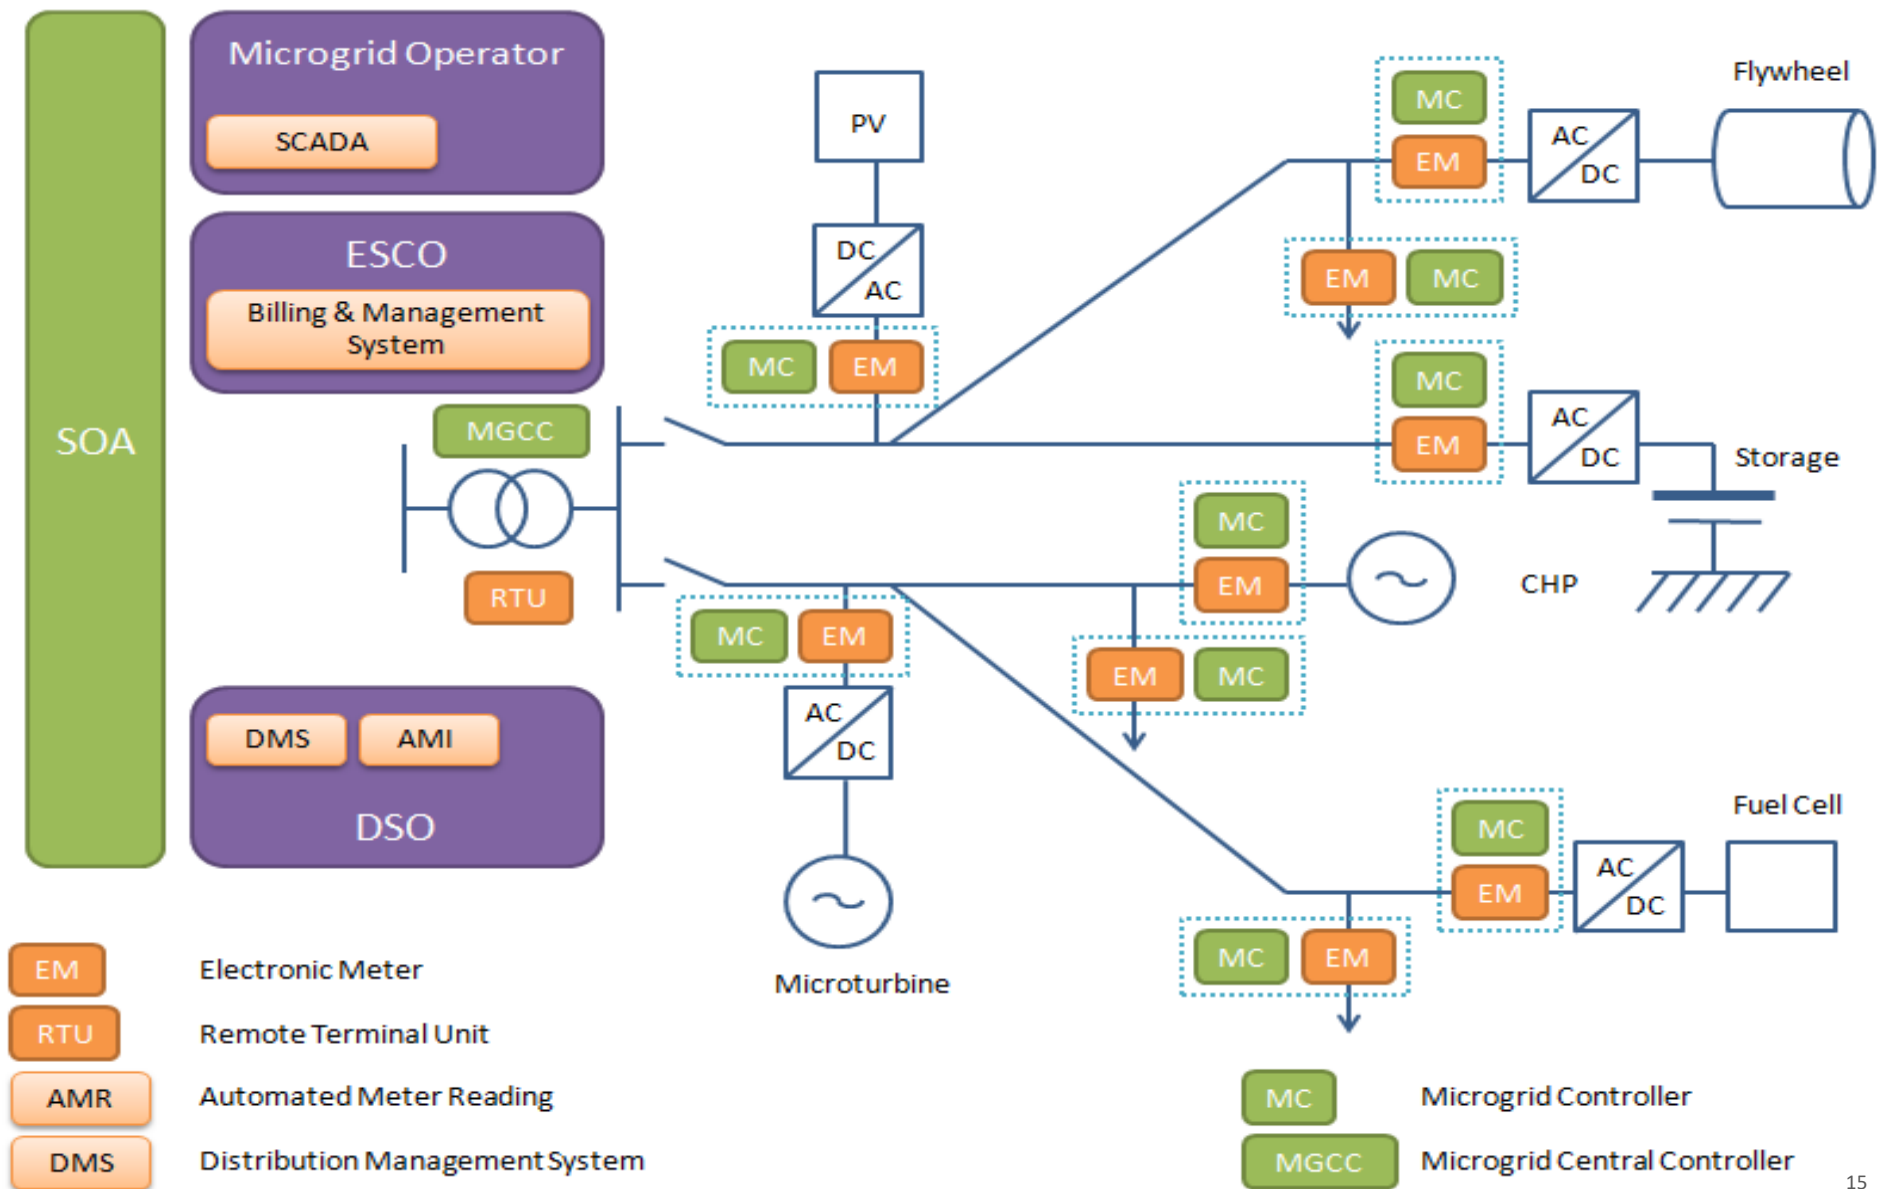 SOA
Microgrid Operator
SCADA
ESCO
Billing & Management
System
MGCC
RTU
DMS
AMI
DSO
PV
DC
AC
MC
EM
MC
EM
AC
DC
Flywheel
EM
MC
MC
EM
AC
DC
Storage
MC
EM
CHP
MC
EM
AC
DC
Microturbine
EM
MC
MC
EM
AC
DC
Fuel Cell
MC
EM
EM
Electronic Meter
RTU
Remote Terminal Unit
AMR
Automated Meter Reading
DMS
Distribution Management System
MC
Microgrid Controller
MGCC
Microgrid Central Controller
15